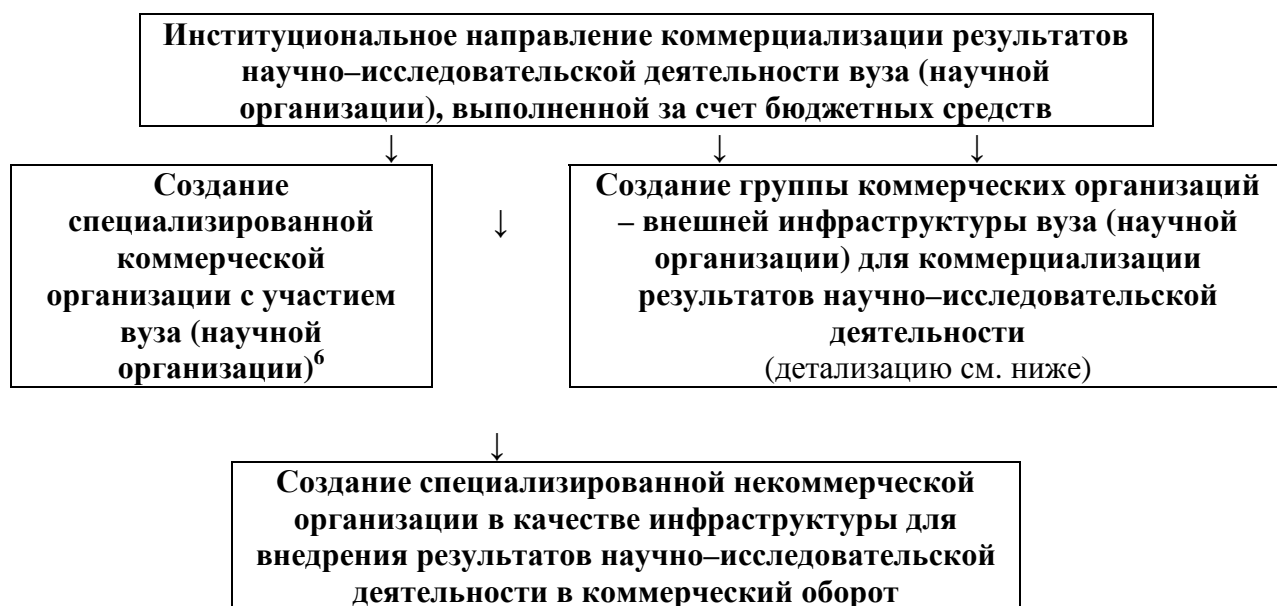 Институциональное направление коммерциализации результатов
научно–исследовательской деятельности вуза (научной
организации), выполненной за счет бюджетных средств
↓ ↓ ↓
Создание
специализированной
коммерческой
организации с участием
вуза (научной
организации)⁶
↓
Создание группы коммерческих организаций
– внешней инфраструктуры вуза (научной
организации) для коммерциализации
результатов научно–исследовательской
деятельности
(детализацию см. ниже)
↓
Создание специализированной некоммерческой
организации в качестве инфраструктуры для
внедрения результатов научно–исследовательской
деятельности в коммерческий оборот